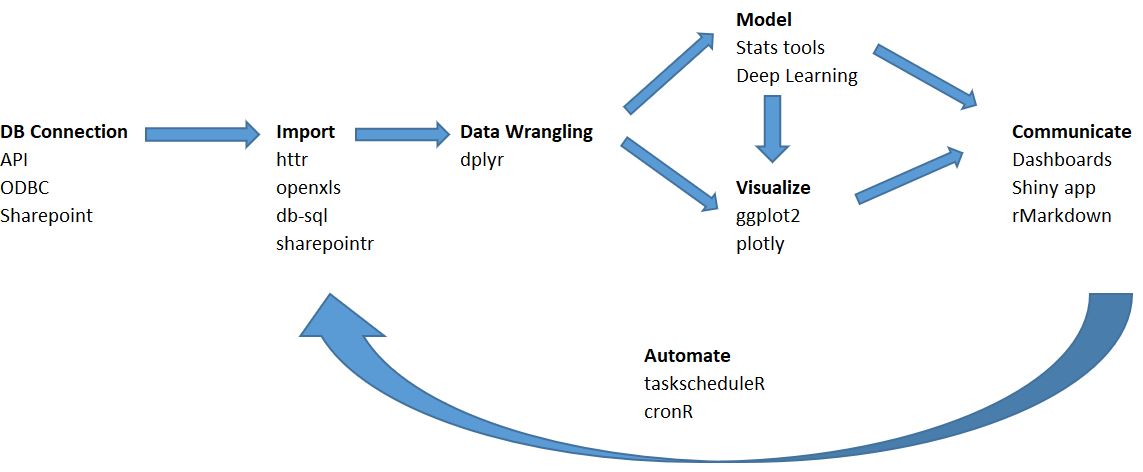 DB Connection
API
ODBC
Sharepoint
Import
httr
openxls
db-sql
sharepointr
Data Wrangling
dplyr
Model
Stats tools
Deep Learning
Visualize
ggplot2
plotly
Communicate
Dashboards
Shiny app
rMarkdown
Automate
taskscheduleR
cronR